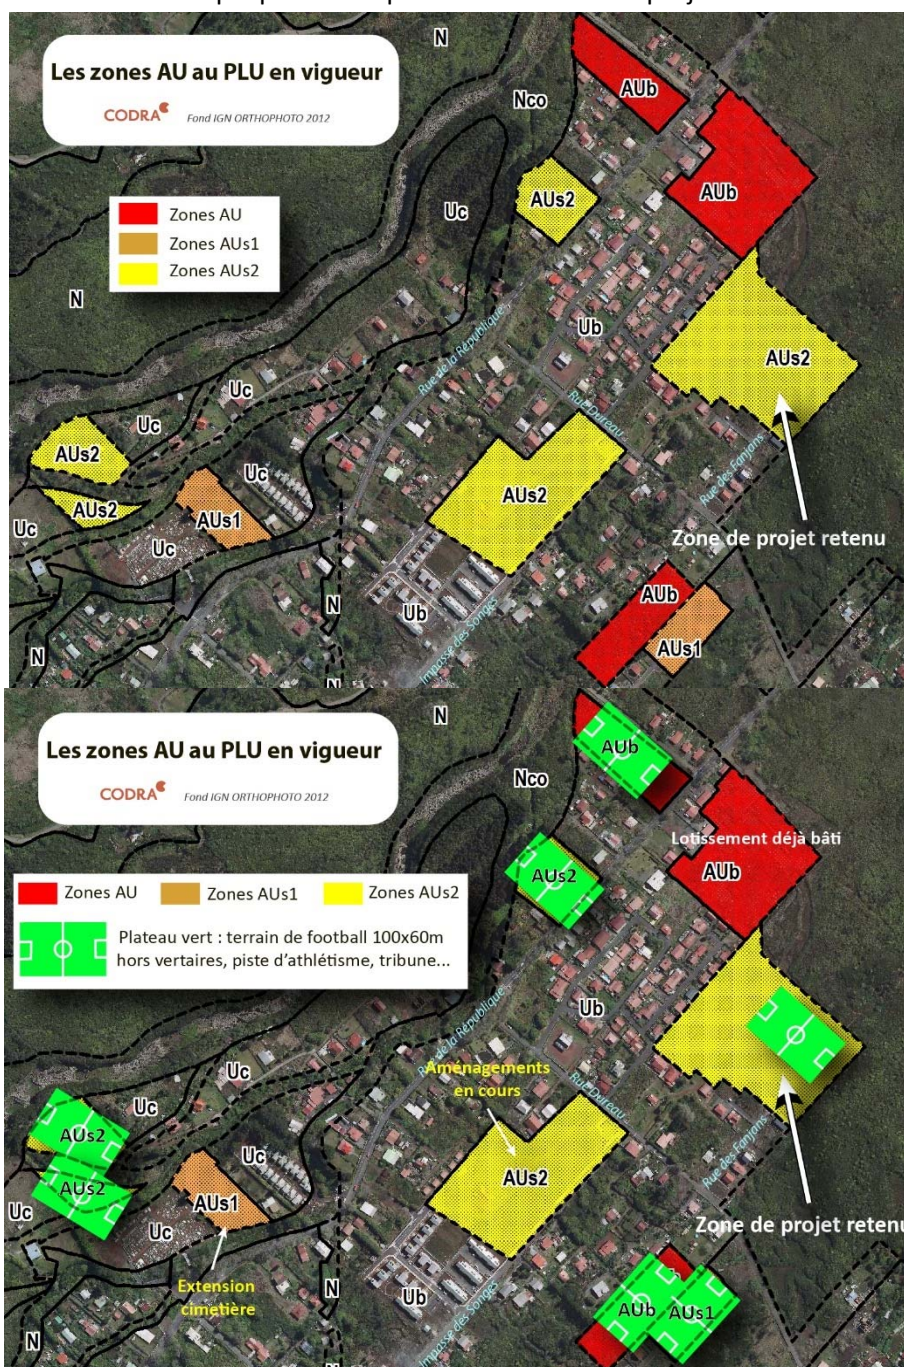 Les zones AU au PLU en vigueur
CODRA Fond IGN ORTHOPHOTO 2012
Zones AU
Zones AUs1
Zones AUs2
N
Nco
AUb
AUb
AUs2
Uc
N
Ub
AUs2
Rue de la République
Uc
Uc
Rue Dureau
AUs2
Uc
AUs2
AUs2
Rue des Fanjans
Uc
AUs1
Uc
Zone de projet retenu
N
Ub
AUb
AUs1
N
Impasse des Songes
N
Les zones AU au PLU en vigueur
CODRA Fond IGN ORTHOPHOTO 2012
Zones AU Zones AUs1 Zones AUs2
Plateau vert : terrain de football 100x60m
hors vertaires, piste d'athlétisme, tribune...
N
AUb
Nco
Lotissement déjà bâti
AUb
AUs2
Ub
Rue de la République
Uc
Aménagements
en cours
Uc
Rue Dureau
AUs2
Uc
AUs2
AUs2
Rue des Fanjans
Uc
AUs1
Uc
Zone de projet retenu
Extension
cimetière
N
Ub
AUb
AUs1
Impasse des Songes
N